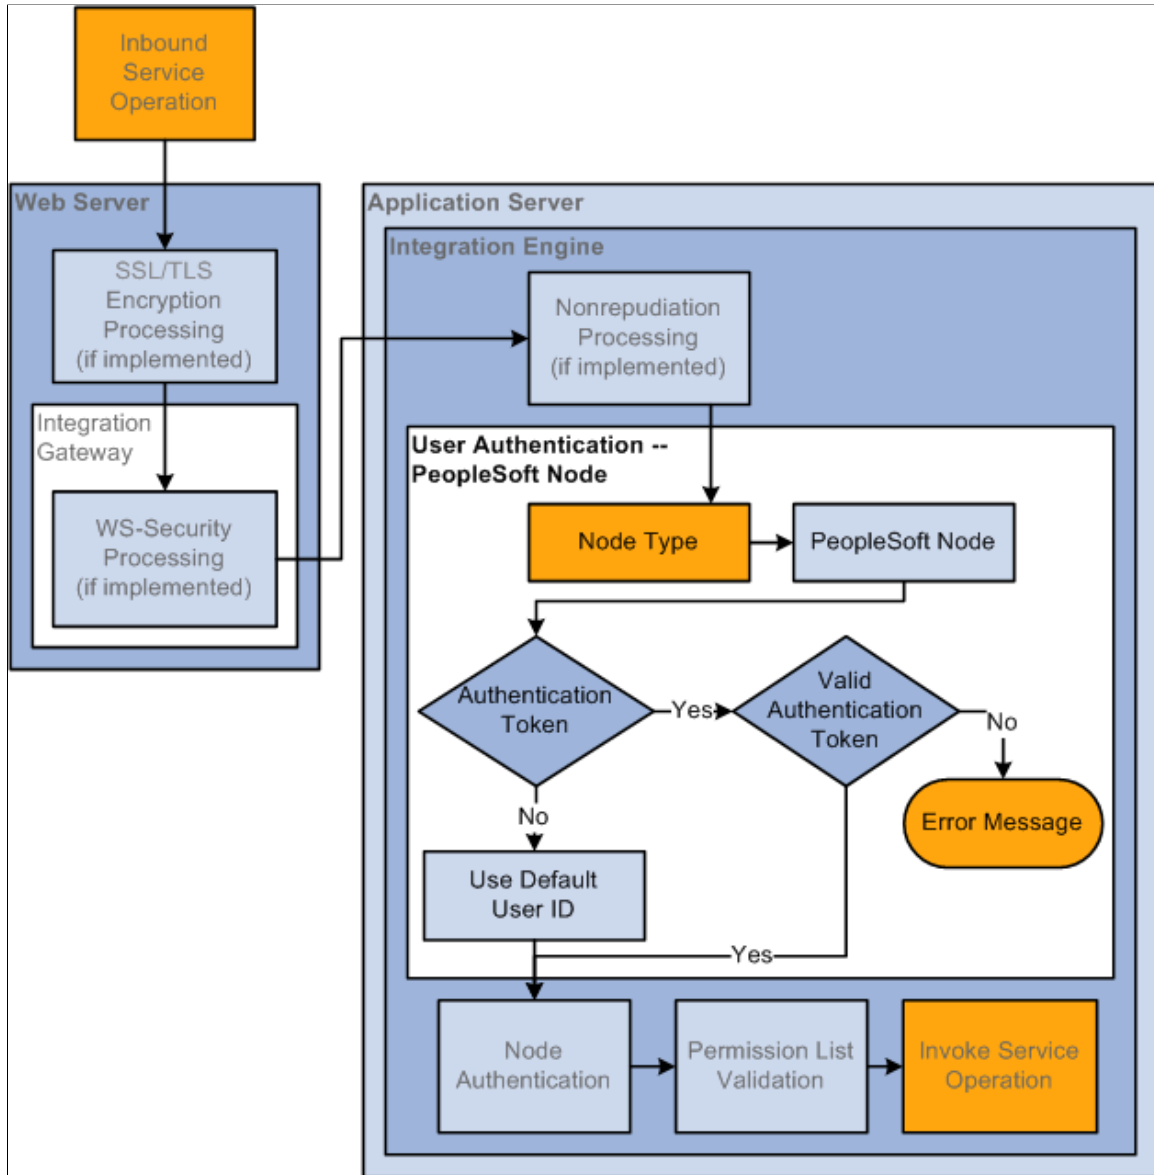 Inbound
Service
Operation
Web Server
SSL/TLS
Encryption
Processing
(if implemented)
Integration
Gateway
WS-Security
Processing
(if implemented)
Application Server
Integration Engine
Nonrepudiation
Processing
(if implemented)
User Authentication --
PeopleSoft Node
Node Type
PeopleSoft Node
Authentication
Token
Yes
Valid
Authentication
Token
No
Error Message
No
Use Default
User ID
Yes
Node
Authentication
Permission List
Validation
Invoke Service
Operation